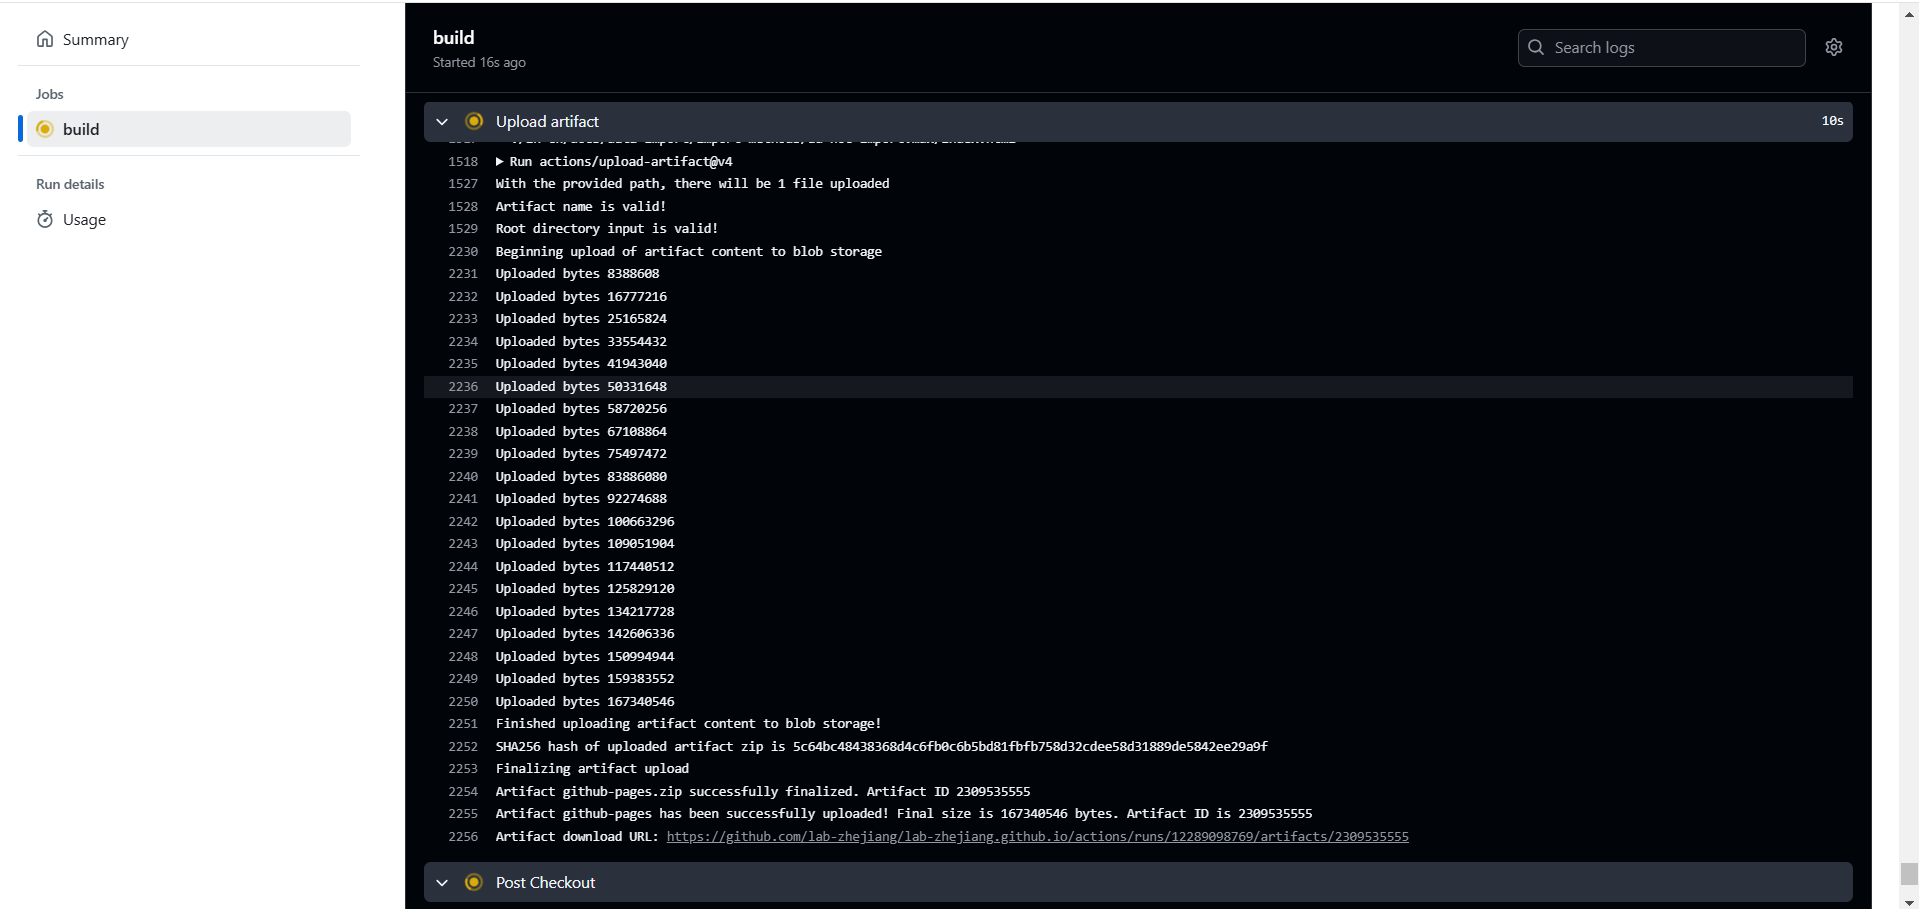 Summary
Jobs
build
Run details
Usage
build
Started 16s ago
Search logs
Upload artifact 10s
1518 Run actions/upload-artifact@v4
1527 With the provided path, there will be 1 file uploaded
1528 Artifact name is valid!
1529 Root directory input is valid!
2230 Beginning upload of artifact content to blob storage
2231 Uploaded bytes 8388608
2232 Uploaded bytes 16777216
2233 Uploaded bytes 25165824
2234 Uploaded bytes 33554432
2235 Uploaded bytes 41943040
2236 Uploaded bytes 50331648
2237 Uploaded bytes 58720256
2238 Uploaded bytes 67108864
2239 Uploaded bytes 75497472
2240 Uploaded bytes 83886080
2241 Uploaded bytes 92274688
2242 Uploaded bytes 100663296
2243 Uploaded bytes 109051904
2244 Uploaded bytes 117440512
2245 Uploaded bytes 125829120
2246 Uploaded bytes 134217728
2247 Uploaded bytes 142606336
2248 Uploaded bytes 150994944
2249 Uploaded bytes 159383552
2250 Uploaded bytes 167340546
2251 Finished uploading artifact content to blob storage!
2252 SHA256 hash of uploaded artifact zip is 5c64bc48438368d4c6fb0c6b5bd81fbfb758d32cdee58d31889de5842ee29a9f
2253 Finalizing artifact upload
2254 Artifact github-pages.zip successfully finalized. Artifact ID 2309535555
2255 Artifact github-pages has been successfully uploaded! Final size is 167340546 bytes. Artifact ID is 2309535555
2256 Artifact download URL: https://github.com/lab-zhejiang/lab-zhejiang.github.io/actions/runs/12289098769/artifacts/2309535555
Post Checkout